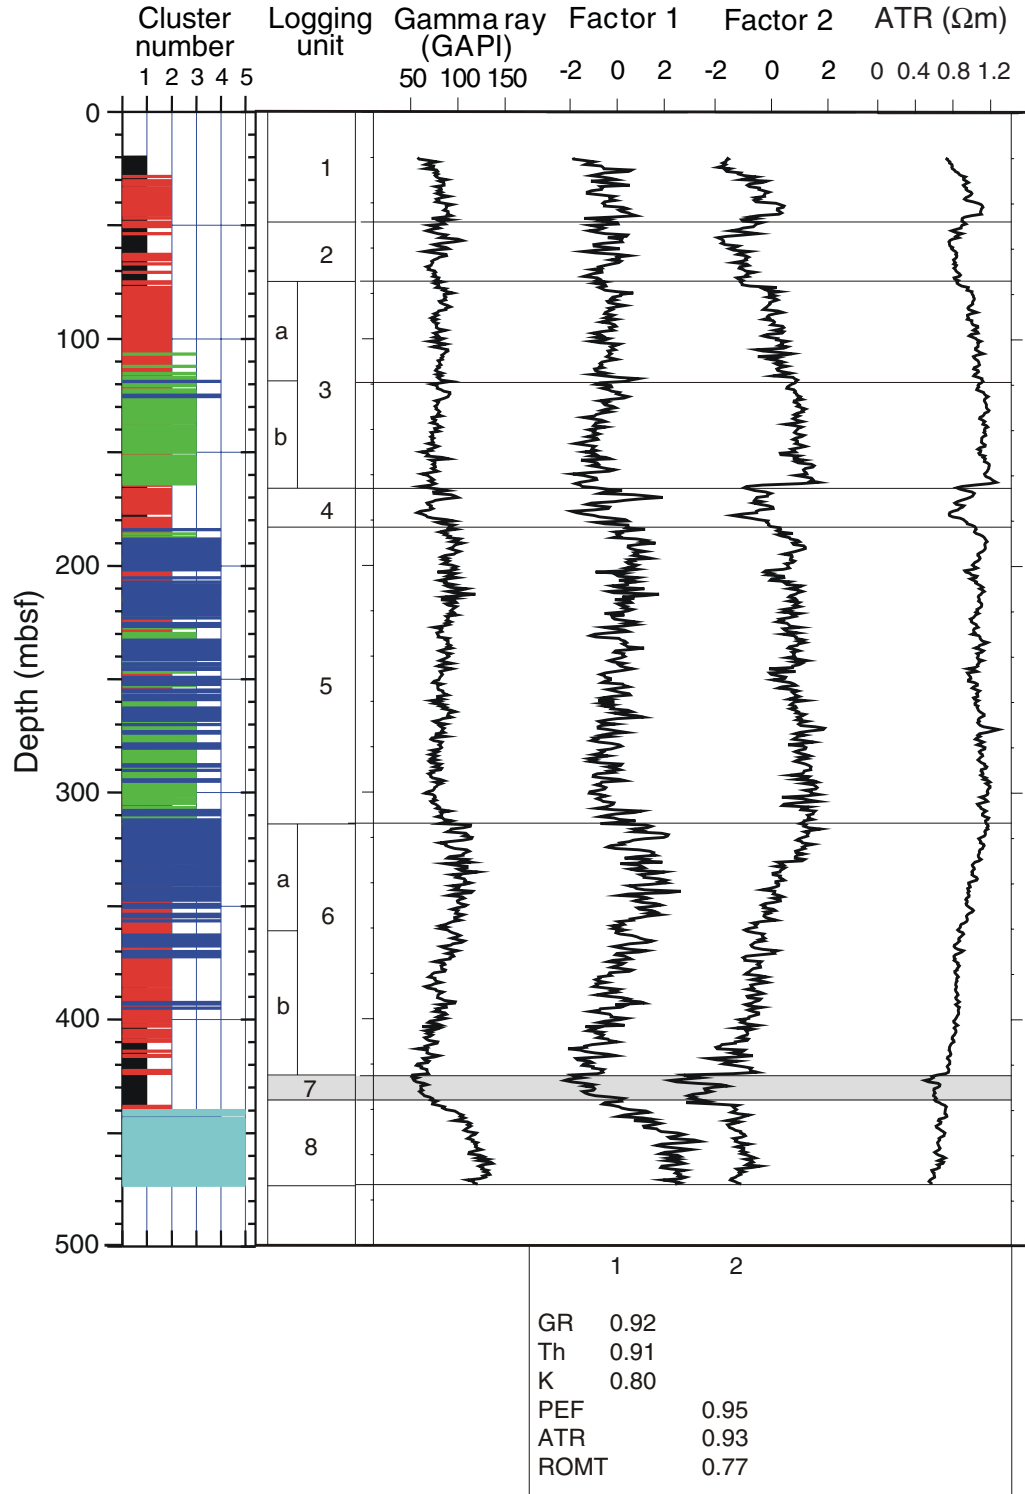 Cluster number
Logging unit
Gamma ray (GAPI)
Factor 1
Factor 2
ATR (Ωm)
1 2 3 4 5
50 100 150
-2 0 2
-2 0 2
0 0.4 0.8 1.2
Depth (mbsf)
0
100
200
300
400
500
1
2
a
3
b
4
5
a
6
b
7
8
1 2
GR 0.92
Th 0.91
K 0.80
PEF 0.95
ATR 0.93
ROMT 0.77